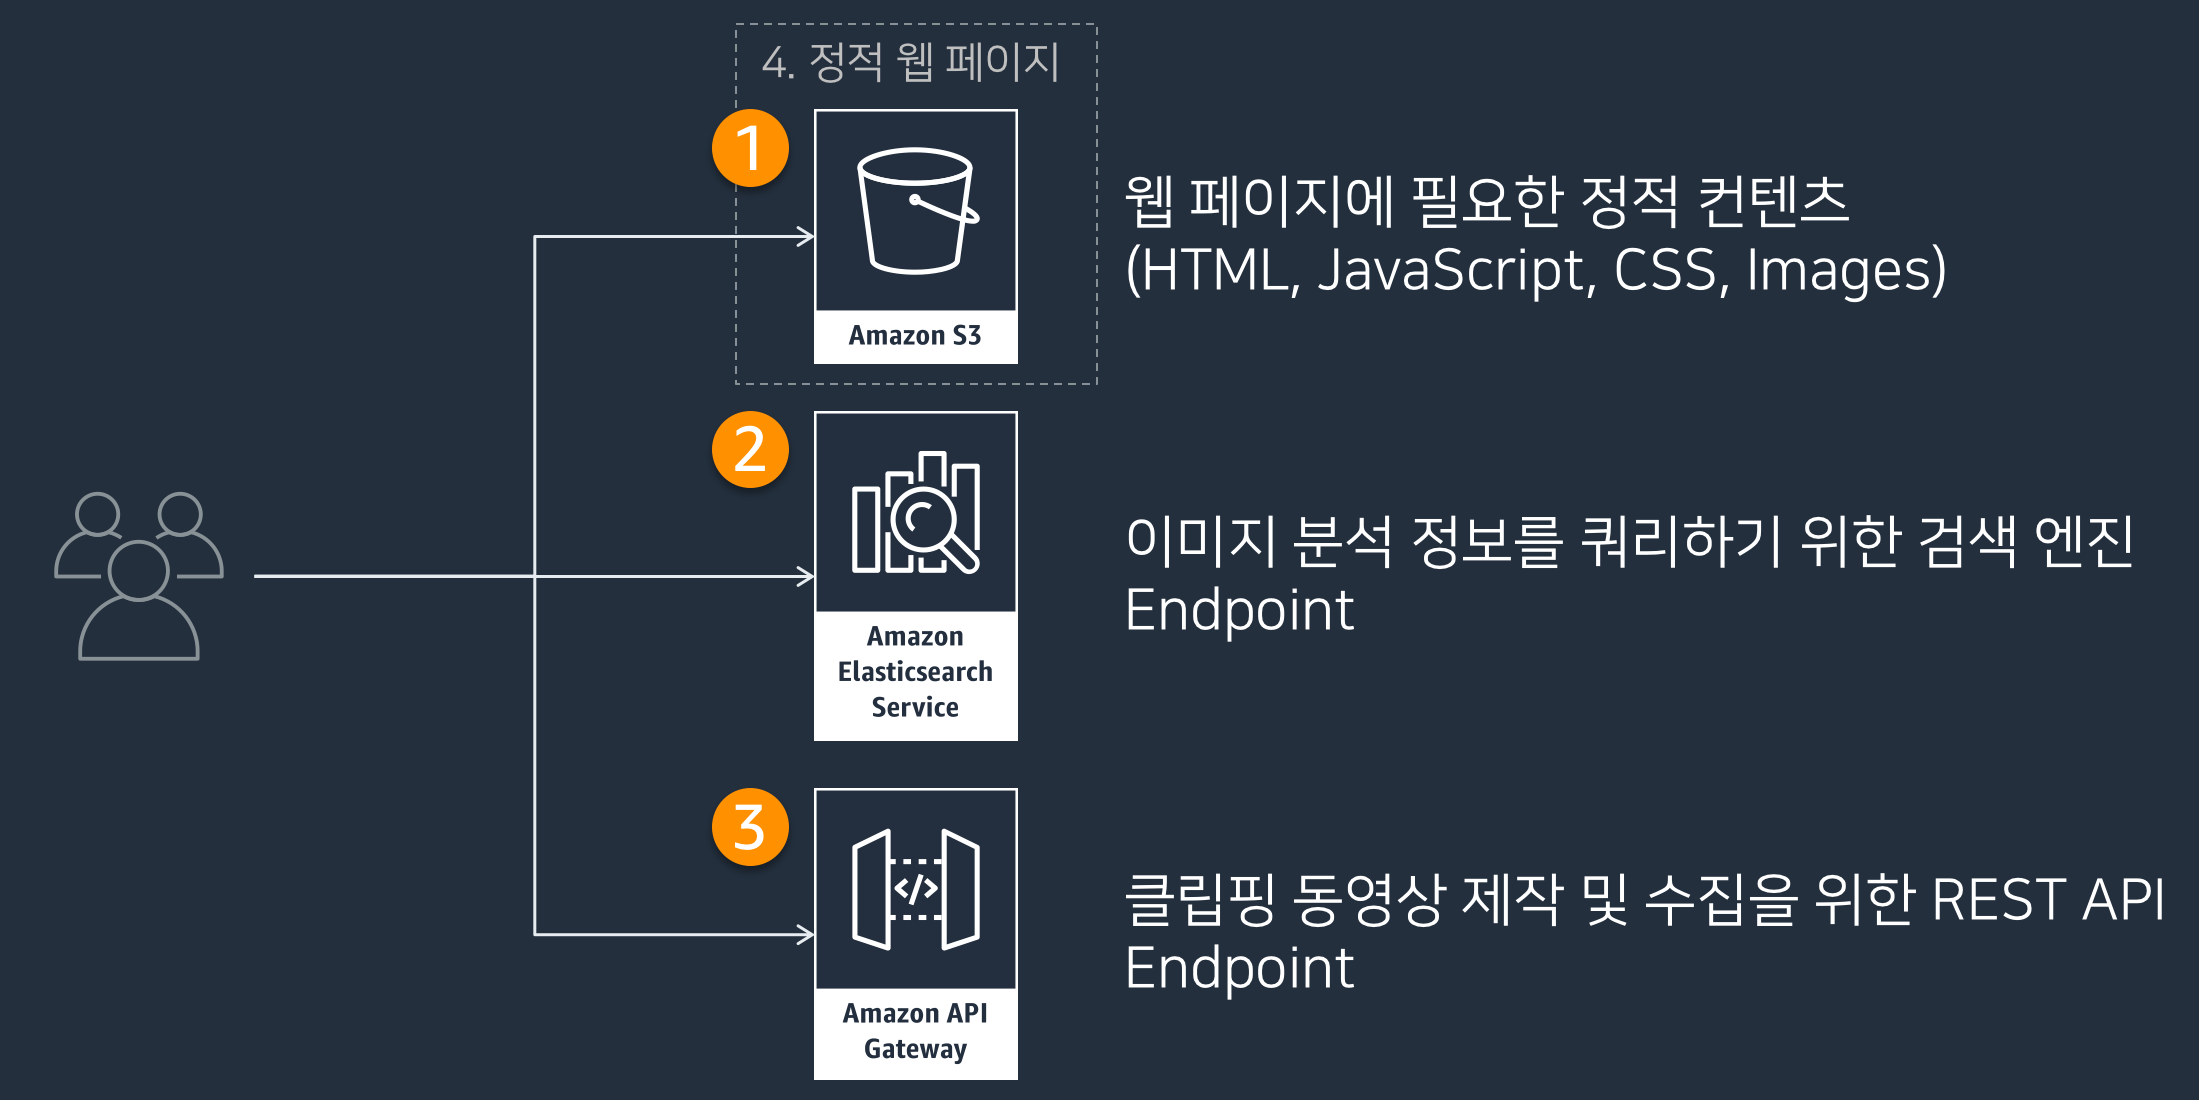 4. 정적 웹 페이지
1
Amazon S3
웹 페이지에 필요한 정적 컨텐츠
(HTML, JavaScript, CSS, Images)
2
Amazon
Elasticsearch
Service
이미지 분석 정보를 쿼리하기 위한 검색 엔진
Endpoint
3
</>
Amazon API
Gateway
클립핑 동영상 제작 및 수집을 위한 REST API
Endpoint